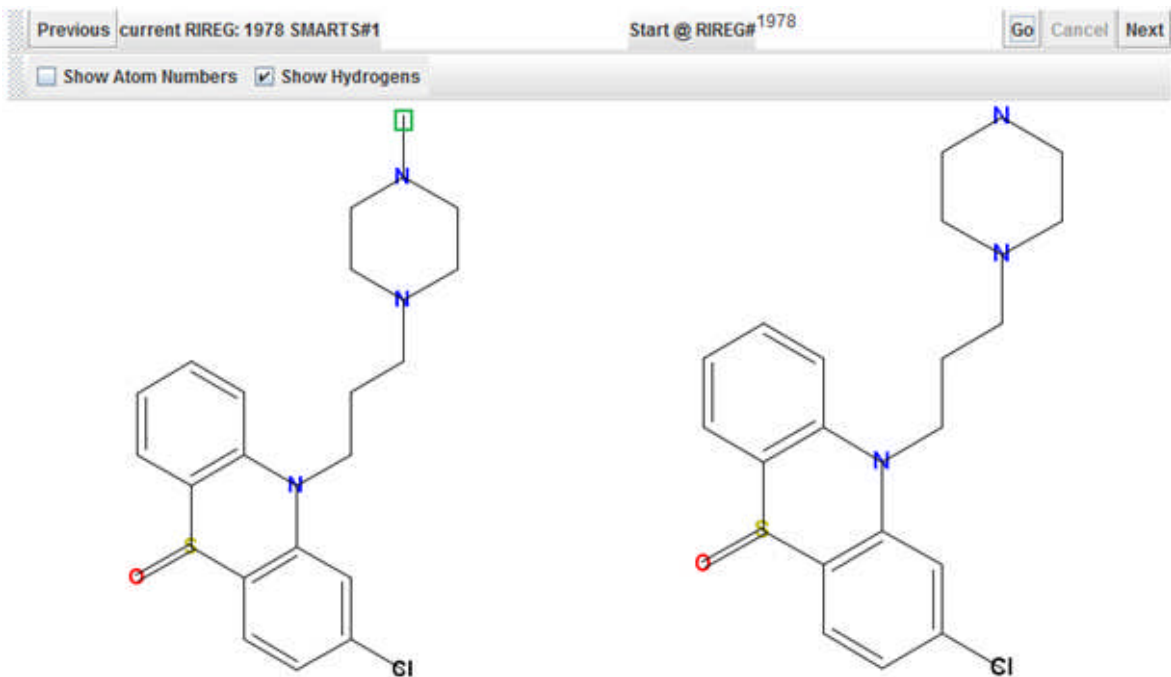 Previous current RIREG: 1978 SMARTS#1 Start @ RIREG# 1978 Go Cancel Next
Show Atom Numbers Show Hydrogens
N
N
N
N
N
N
S
S
O
O
Cl
Cl